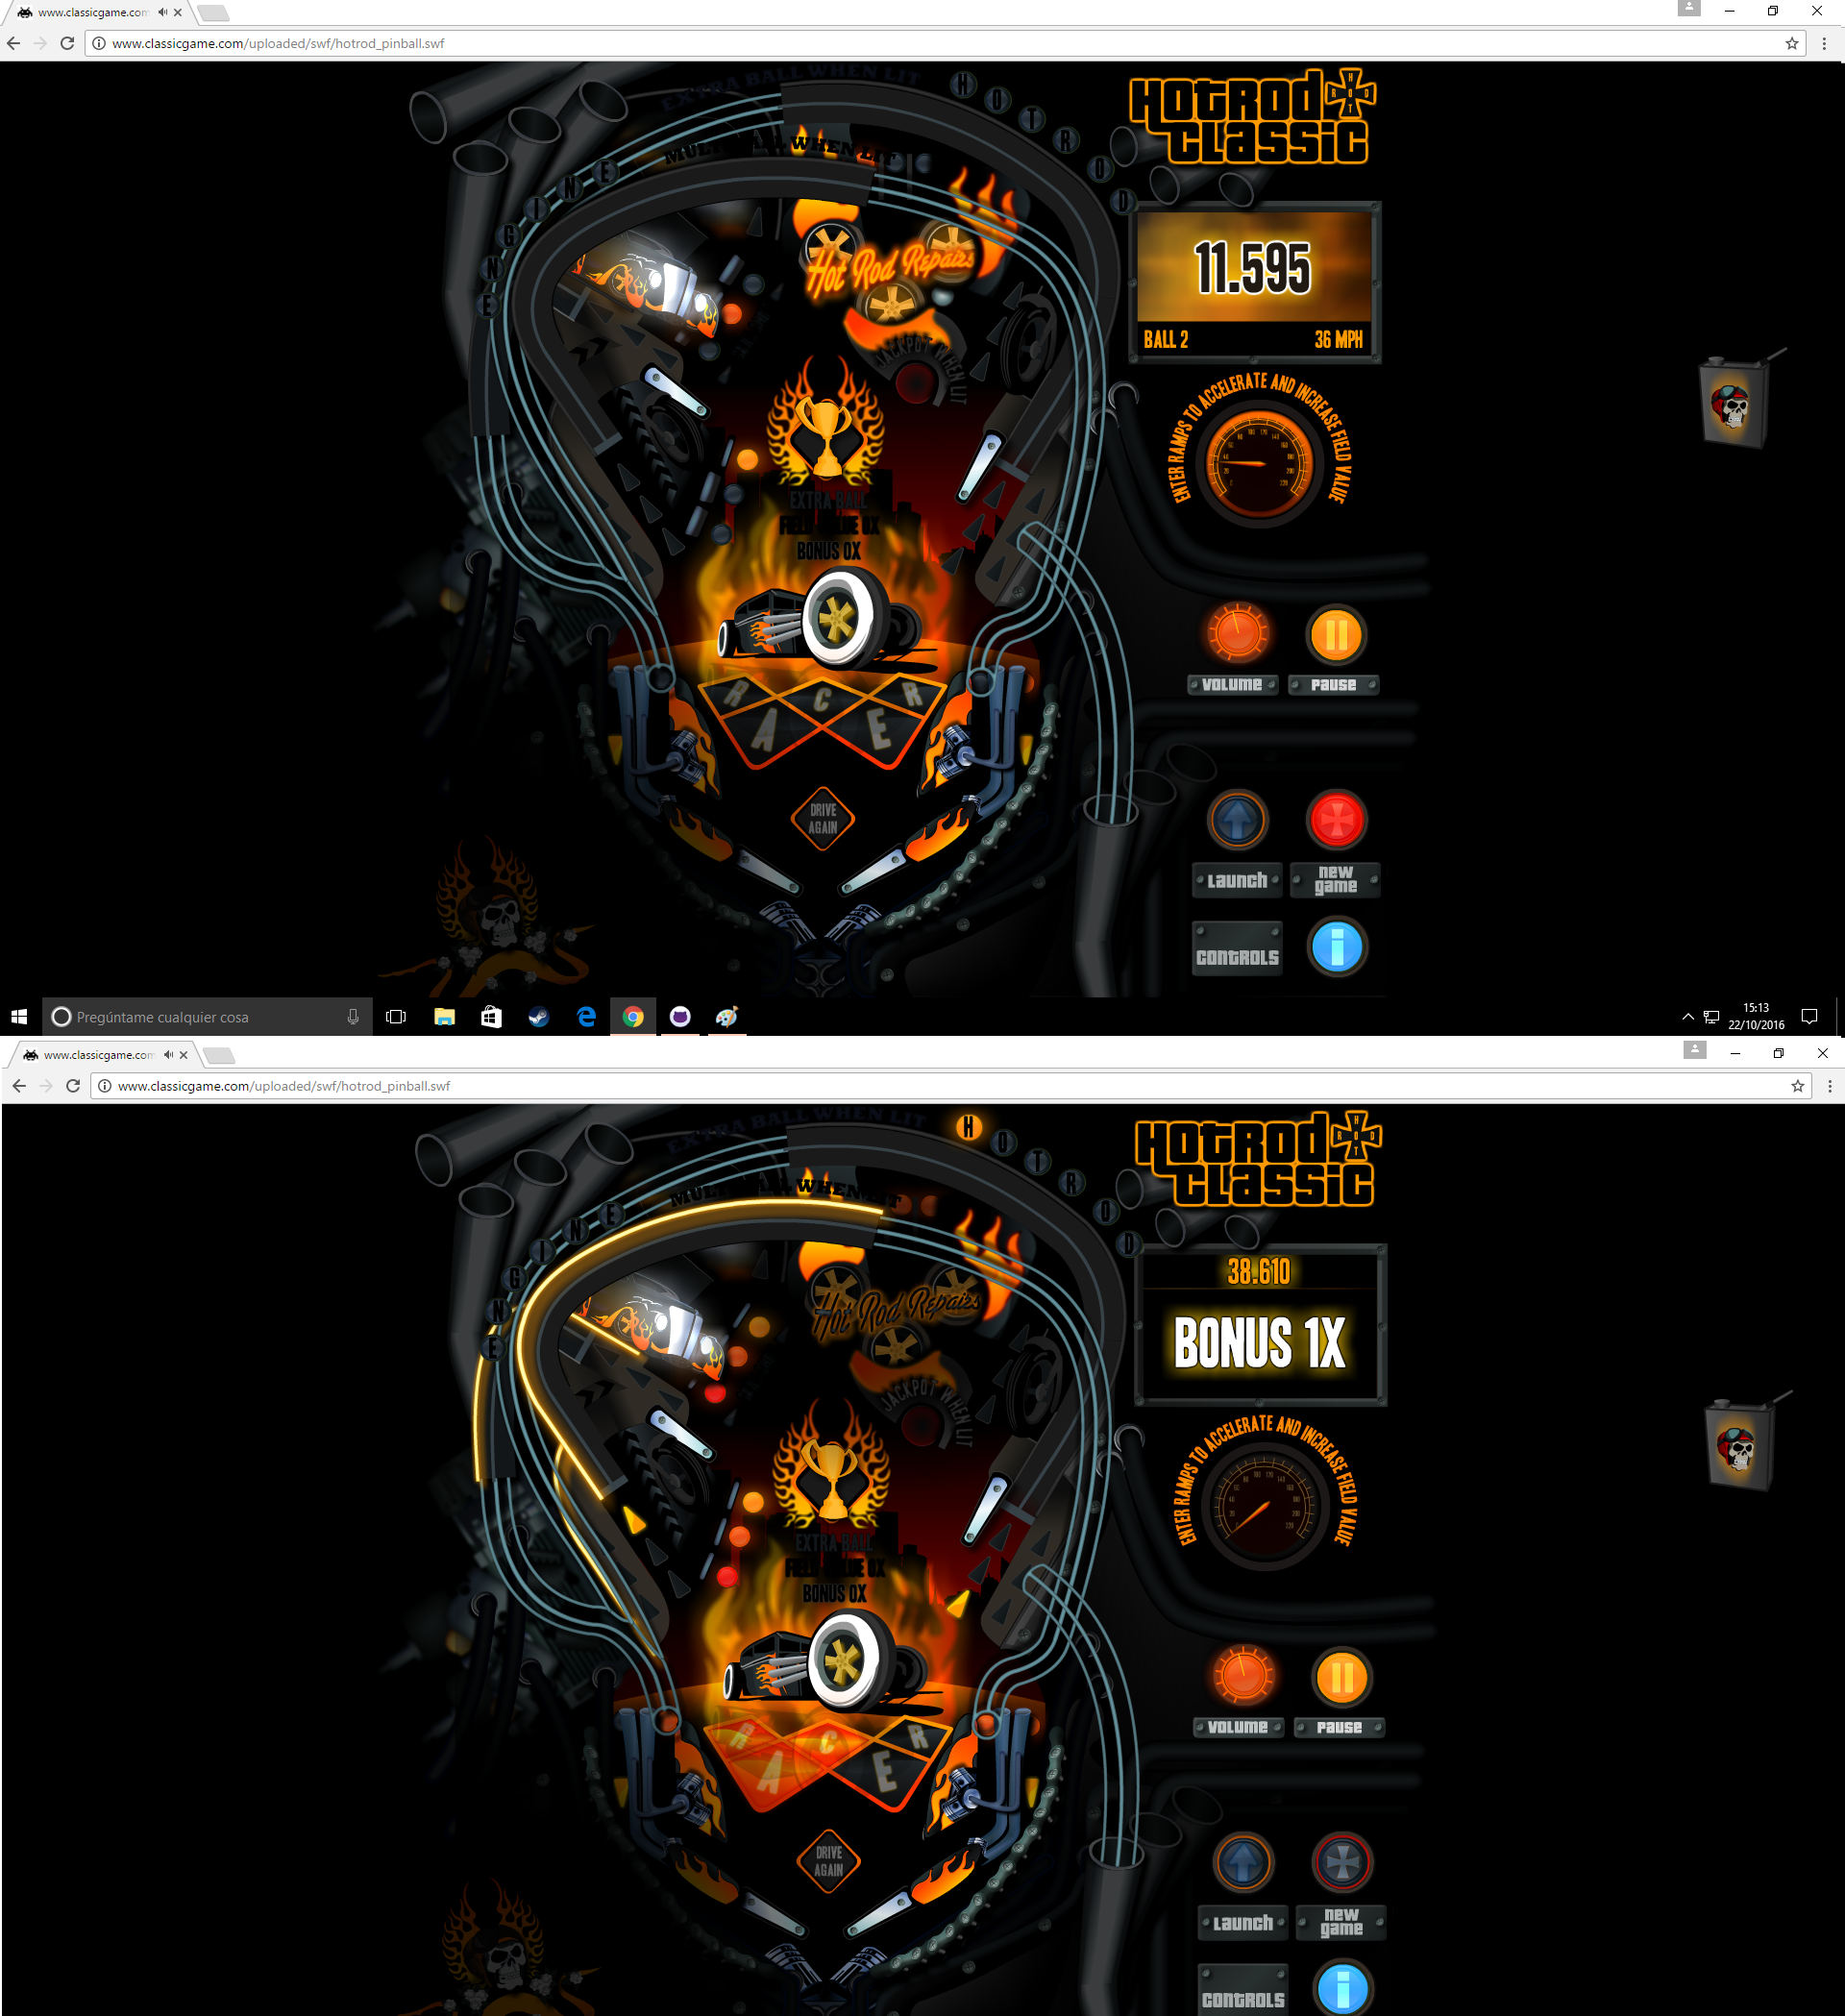 www.classicgame.com
www.classicgame.com/uploaded/swf/hotrod_pinball.swf
EXTRA BALL WHEN LIT
HOTROD
HOTROD
CLASSIC
MULTIBALL WHEN LIT
ENGINE
Hot Rod Repairs
11.595
BALL 2 36 MPH
JACKPOT WHEN LIT
ENTER RAMPS TO ACCELERATE AND INCREASE FIELD VALUE
EXTRA BALL
FIELD VALUE 0X
BONUS 0X
VOLUME PAUSE
RACER
DRIVE
AGAIN
LAUNCH
new
game
CONTROLS
Pregúntame cualquier cosa
15:13
22/10/2016
www.classicgame.com
www.classicgame.com/uploaded/swf/hotrod_pinball.swf
EXTRA BALL WHEN LIT
HOTROD
HOTROD
CLASSIC
MULTIBALL WHEN LIT
ENGINE
38.610
Hot Rod Repairs
BONUS 1X
JACKPOT WHEN LIT
ENTER RAMPS TO ACCELERATE AND INCREASE FIELD VALUE
EXTRA BALL
FIELD VALUE 0X
BONUS 0X
VOLUME PAUSE
RACER
DRIVE
AGAIN
LAUNCH
new
game
CONTROLS